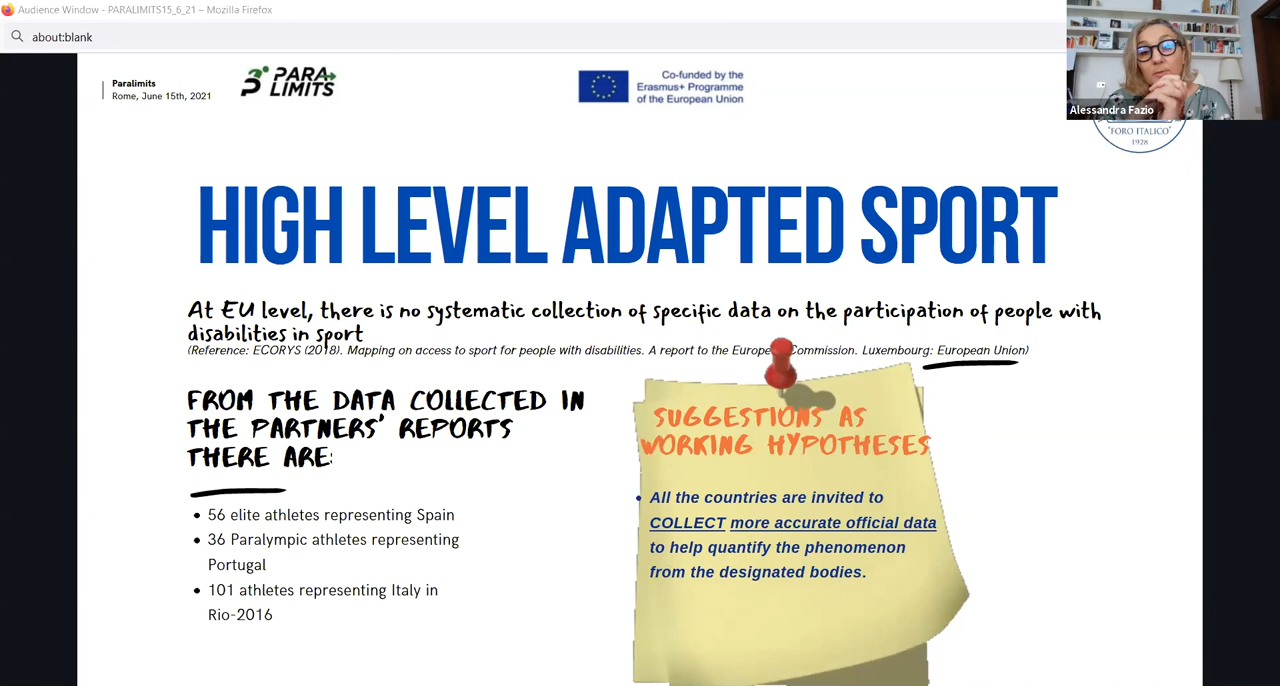 Audience Window - PARALIMITS15_6_21 – Mozilla Firefox
about:blank
Paralimits
Rome, June 15th, 2021
PARA
LIMITS
Co-funded by the
Erasmus+ Programme
of the European Union
Alessandra Fazio
"FORO ITALICO"
1928
HIGH LEVEL ADAPTED SPORT
At EU level, there is no systematic collection of specific data on the participation of people with
disabilities in sport
(Reference: ECORYS (2018). Mapping on access to sport for people with disabilities. A report to the Commission. Luxembourg: European Union)
FROM THE DATA COLLECTED IN
THE PARTNERS' REPORTS
THERE ARE:
• 56 elite athletes representing Spain
• 36 Paralympic athletes representing
Portugal
• 101 athletes representing Italy in
Rio-2016
SUGGESTIONS AS
WORKING HYPOTHESES
• All the countries are invited to
COLLECT more accurate official data
to help quantify the phenomenon
from the designated bodies.